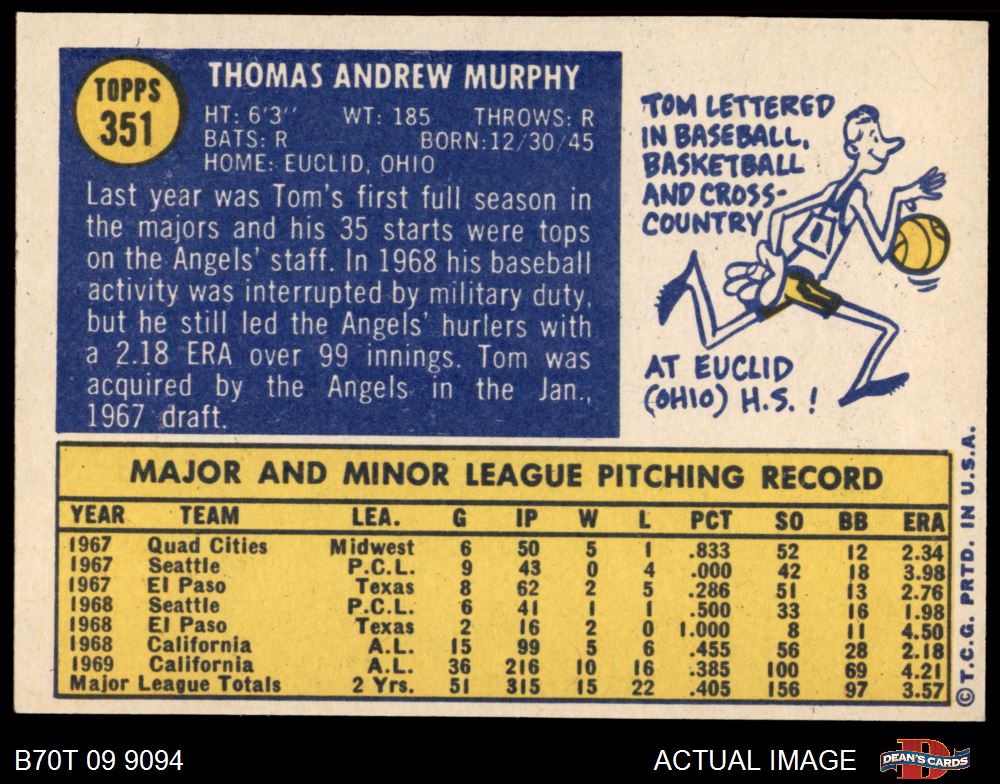 TOPPS
351
THOMAS ANDREW MURPHY
HT: 6'3" WT: 185 THROWS: R
BATS: R BORN: 12/30/45
HOME: EUCLID, OHIO
Last year was Tom's first full season in
the majors and his 35 starts were tops
on the Angels' staff. In 1968 his baseball
activity was interrupted by military duty,
but he still led the Angels' hurlers with
a 2.18 ERA over 99 innings. Tom was
acquired by the Angels in the Jan.,
1967 draft.
TOM LETTERED
IN BASEBALL,
BASKETBALL
AND CROSS-
COUNTRY
AT EUCLID
(OHIO) H.S. !
MAJOR AND MINOR LEAGUE PITCHING RECORD
YEAR TEAM LEA. G IP W L PCT SO BB ERA
1967 Quad Cities Midwest 6 50 5 1 .833 52 12 2.34
1967 Seattle P.C.L. 9 43 0 4 .000 42 18 3.98
1967 El Paso Texas 8 62 2 5 .286 51 13 2.76
1968 Seattle P.C.L. 6 41 1 1 .500 33 16 1.98
1968 El Paso Texas 2 16 2 0 1.000 8 11 4.50
1968 California A.L. 15 99 5 6 .455 56 28 2.18
1969 California A.L. 36 216 10 16 .385 100 69 4.21
Major League Totals 2 Yrs. 51 315 15 22 .405 156 97 3.57
© T.C.G. PRTD. IN U.S.A.
B70T 09 9094
ACTUAL IMAGE
D
DEAN'S CARDS